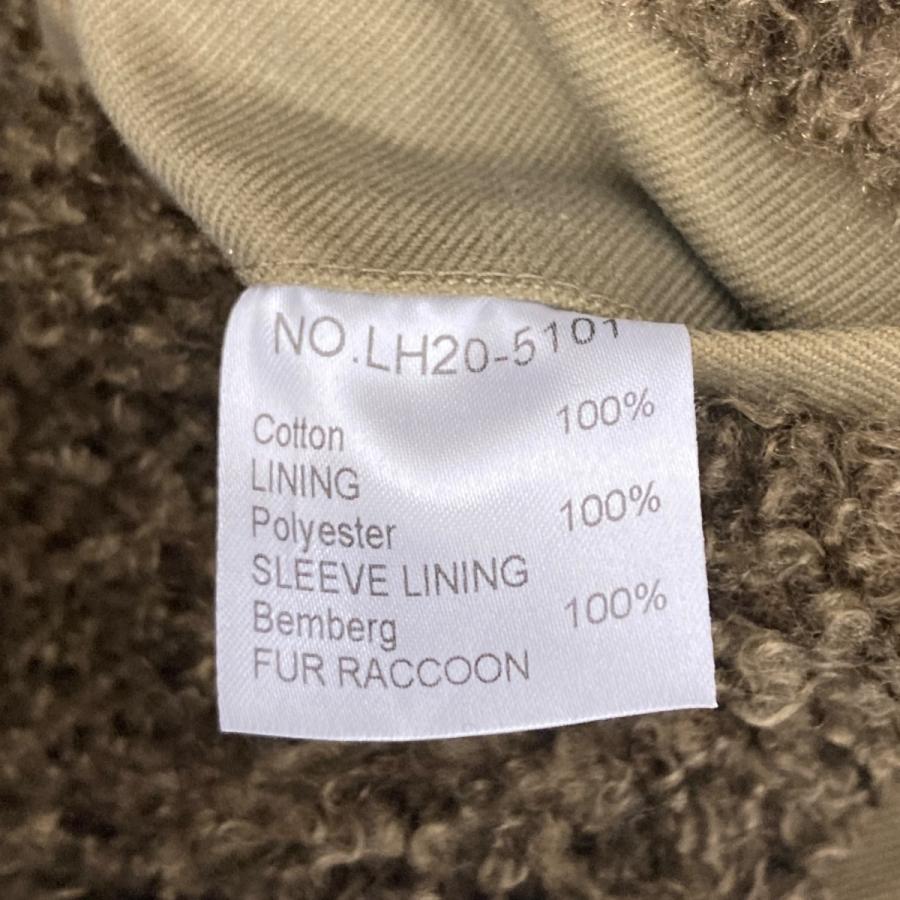 NO.LH20-5101
Cotton 100%
LINING
Polyester 100%
SLEEVE LINING
Bemberg 100%
FUR RACCOON